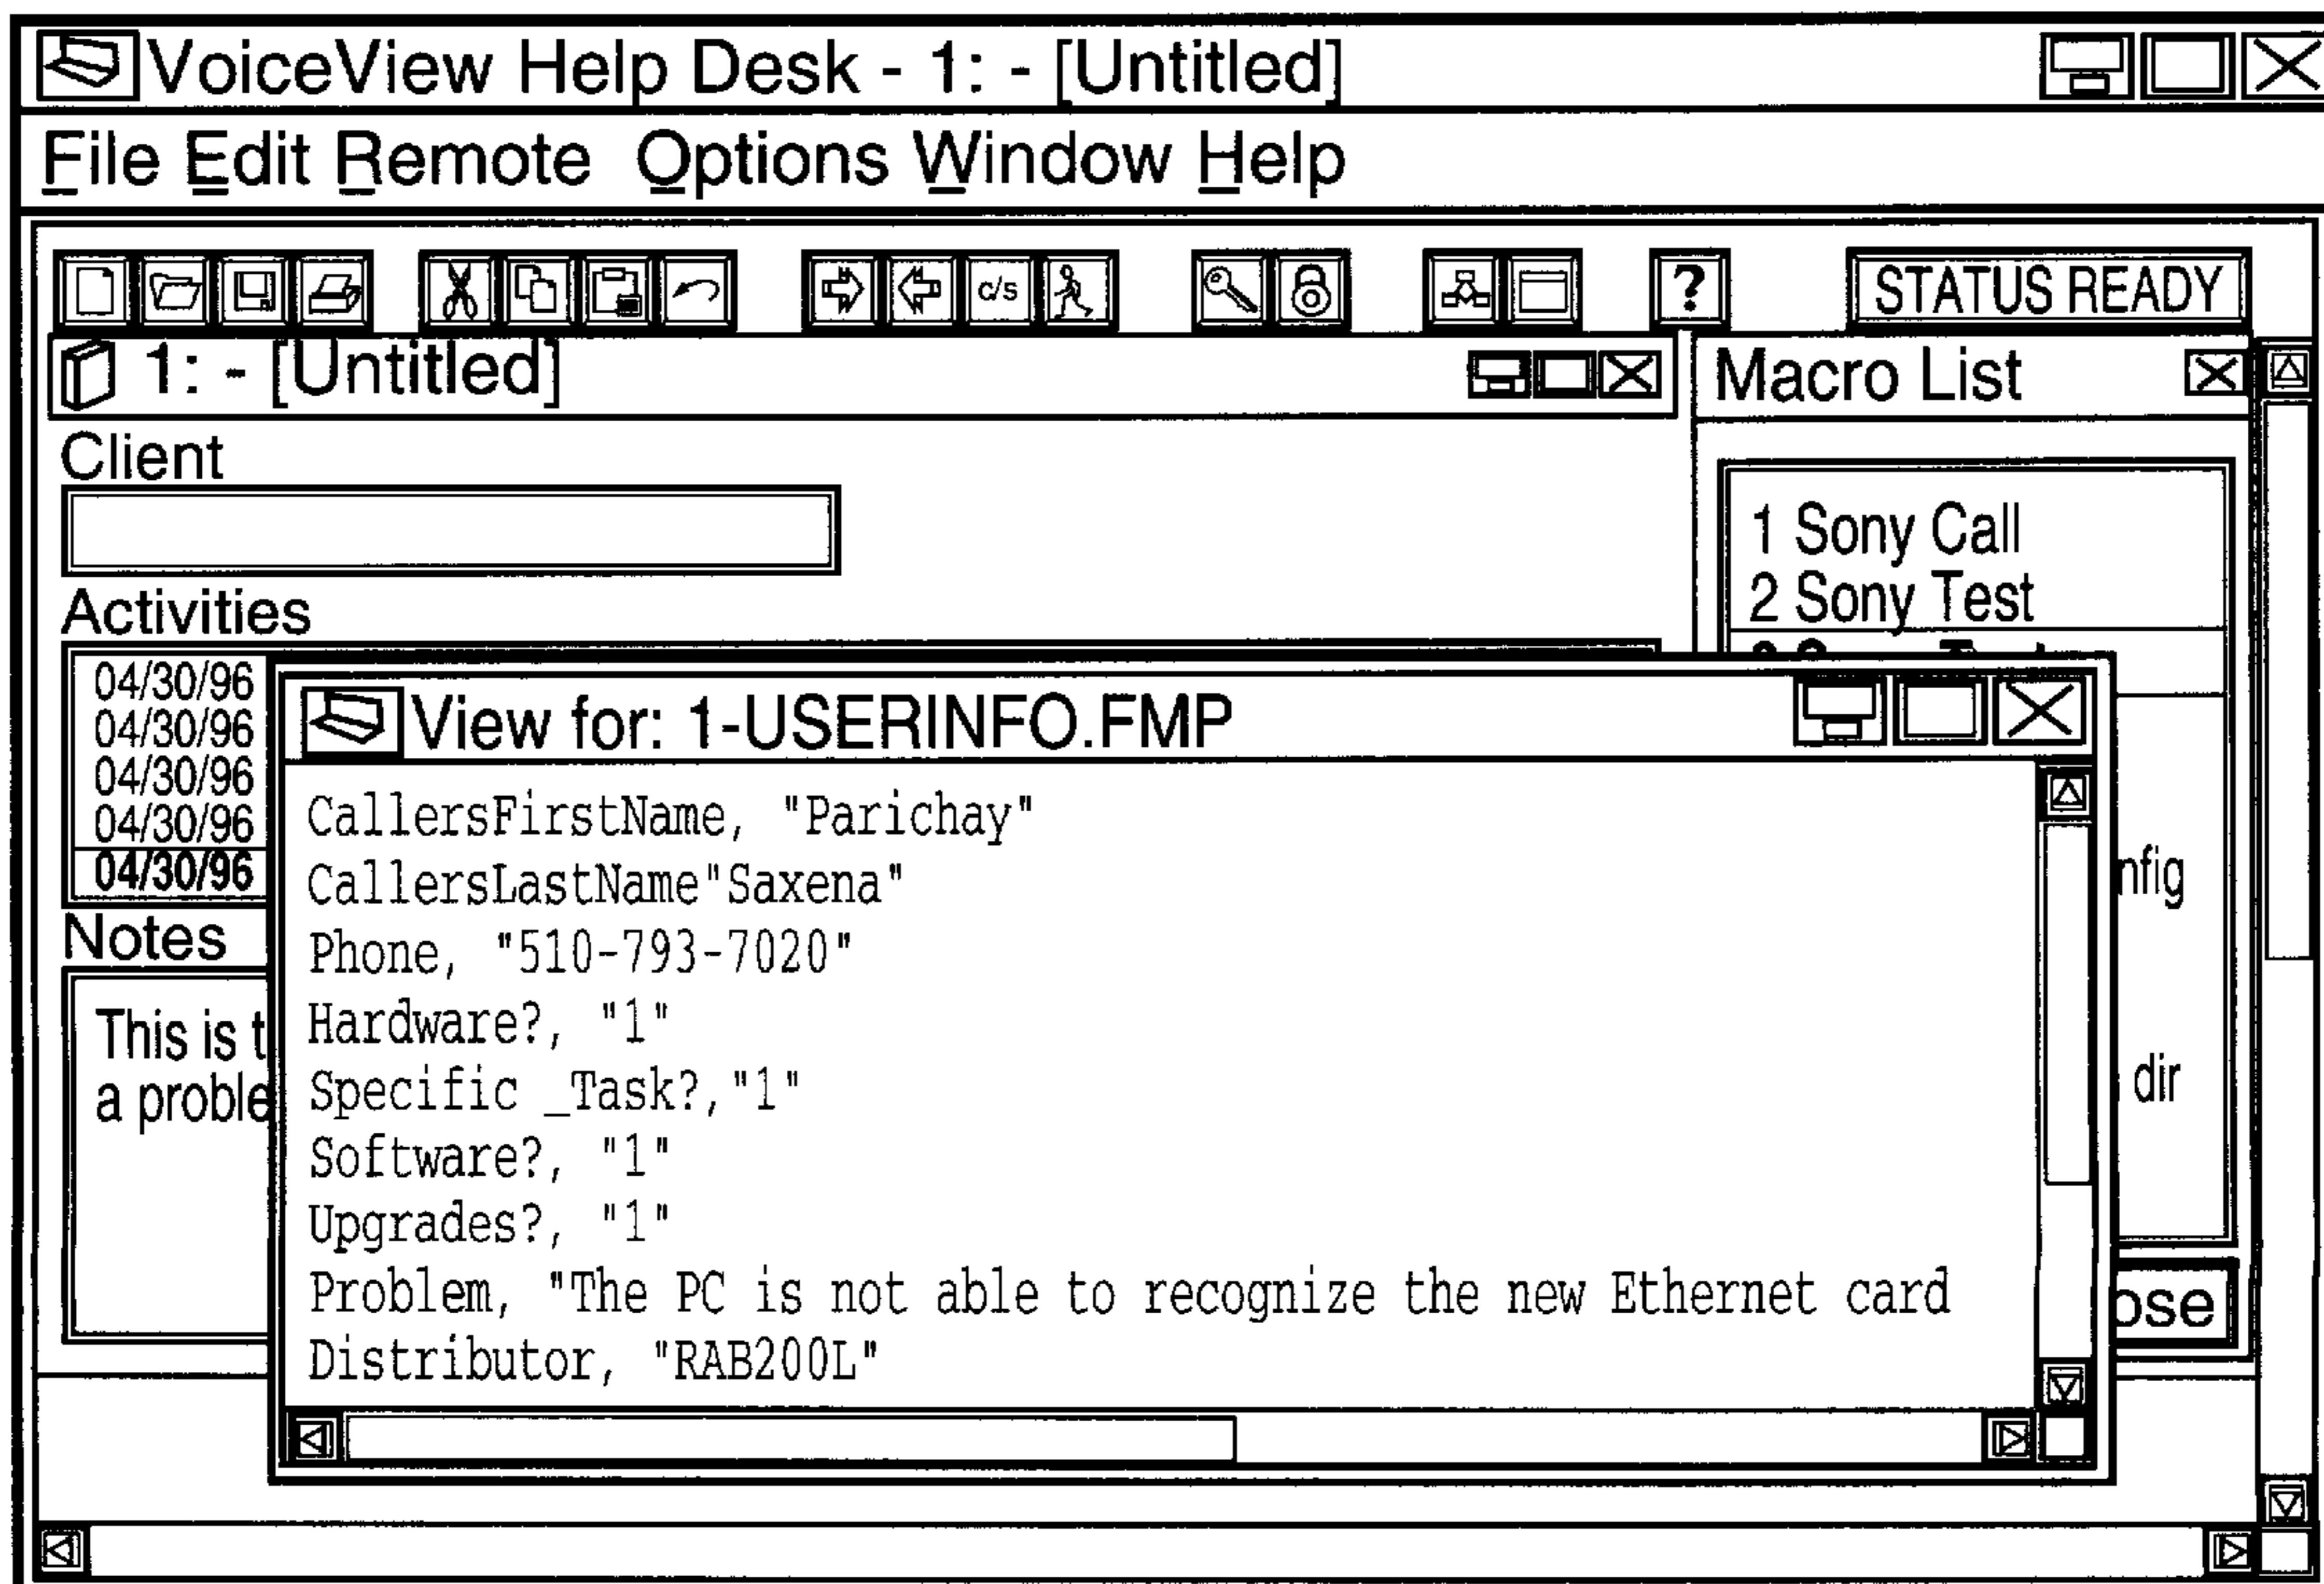 VoiceView Help Desk - 1: - [Untitled]
File Edit Remote Options Window Help
c/s
?
STATUS READY
1: - [Untitled]
Macro List
Client
1 Sony Call
2 Sony Test
Activities
04/30/96
04/30/96
04/30/96
04/30/96
04/30/96
nfig
dir
ose
Notes
This is t
a proble
View for: 1-USERINFO.FMP
CallersFirstName, "Parichay"
CallersLastName"Saxena"
Phone, "510-793-7020"
Hardware?, "1"
Specific _Task?,"1"
Software?, "1"
Upgrades?, "1"
Problem, "The PC is not able to recognize the new Ethernet card
Distributor, "RAB200L"